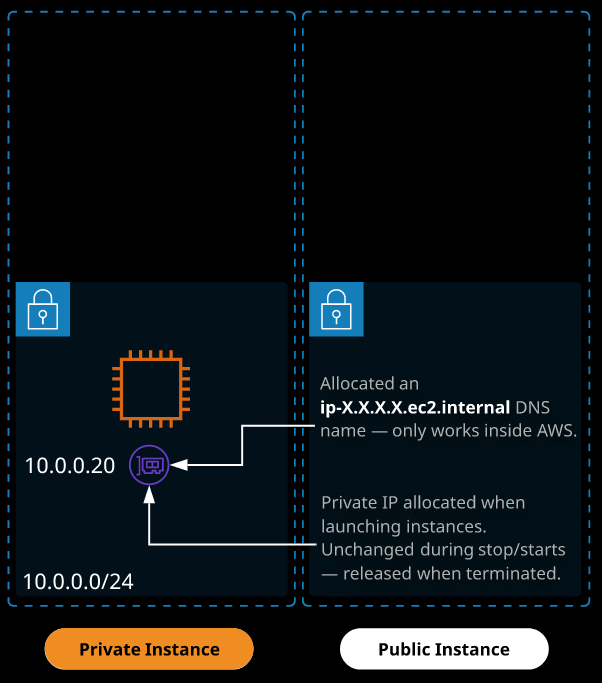 Allocated an
ip-X.X.X.X.ec2.internal DNS
name — only works inside AWS.
10.0.0.20
Private IP allocated when
launching instances.
Unchanged during stop/starts
— released when terminated.
10.0.0.0/24
Private Instance
Public Instance